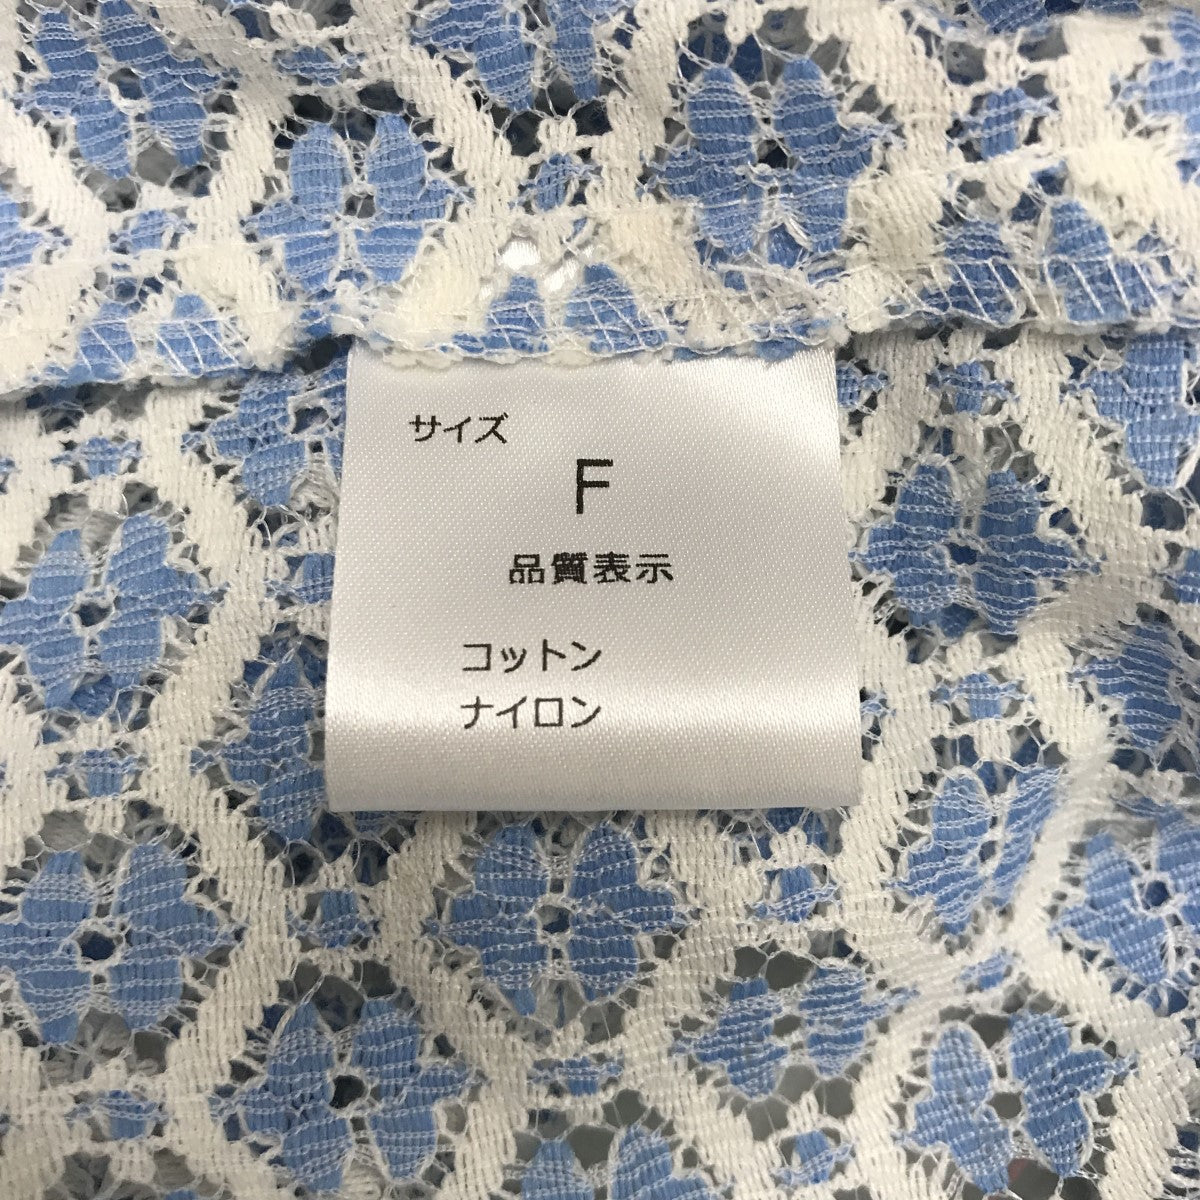 サイズ
F
品質表示
コットン
ナイロン